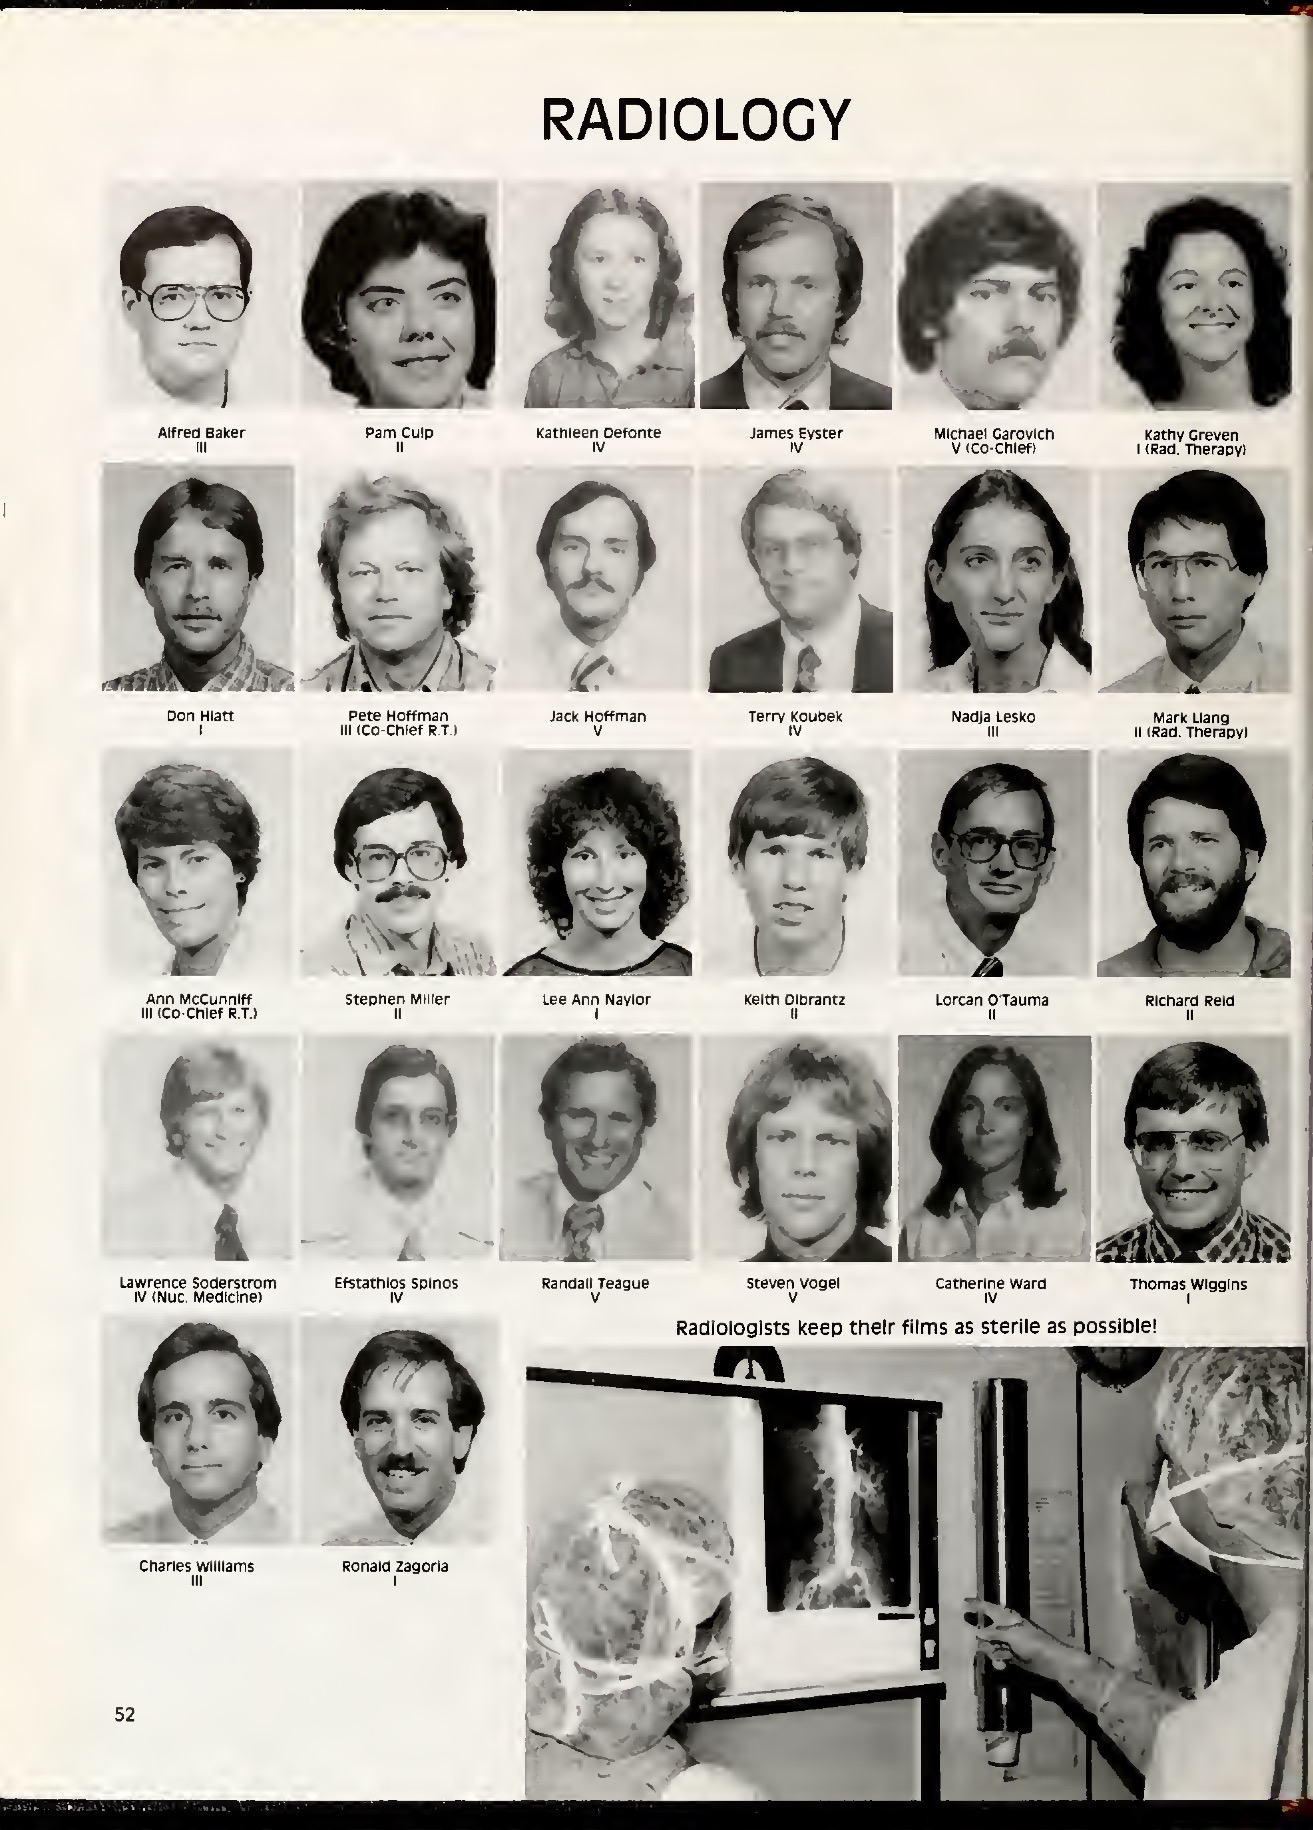 RADIOLOGY
Alfred Baker
III
Pam Culp
II
Kathleen Defonte
IV
James Eyster
IV
Michael Garovich
V (Co-Chief)
Kathy Greven
I (Rad. Therapy)
Don Hiatt
I
Pete Hoffman
III (Co-Chief R.T.)
Jack Hoffman
V
Terry Koubek
IV
Nadja Lesko
III
Mark Liang
II (Rad. Therapy)
Ann McCunniff
III (Co-Chief R.T.)
Stephen Miller
II
Lee Ann Naylor
I
Keith Olbrantz
II
Lorcan O'Tauma
II
Richard Reid
II
Lawrence Soderstrom
IV (Nuc. Medicine)
Efstathios Spinos
IV
Randall Teague
V
Steven Vogel
V
Catherine Ward
IV
Thomas Wiggins
I
Radiologists keep their films as sterile as possible!
Charles Williams
III
Ronald Zagoria
I
52